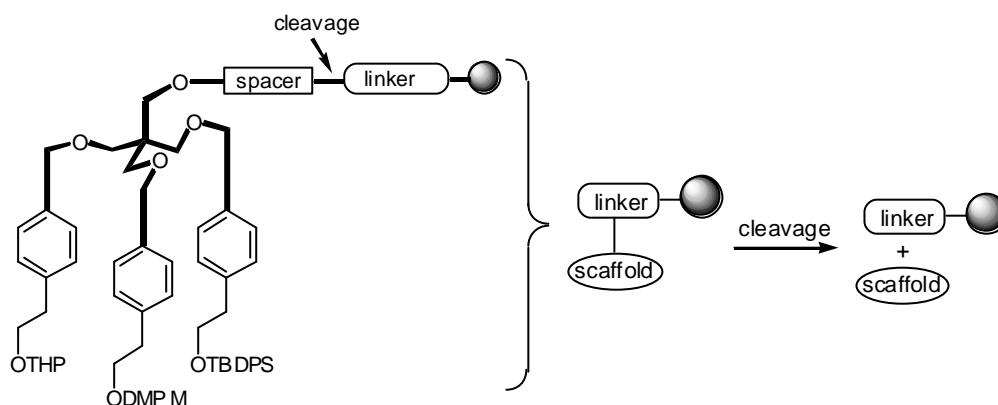 cleavage
O spacer linker
O O
O
linker
cleavage
linker
+
scaffold
scaffold
OTHP
OTBDPS
ODMPM